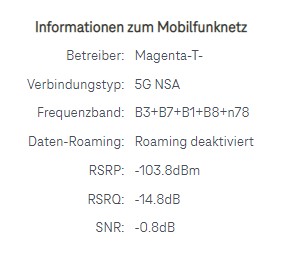 Informationen zum Mobilfunknetz
Betreiber: Magenta-T-
Verbindungstyp: 5G NSA
Frequenzband: B3+B7+B1+B8+n78
Daten-Roaming: Roaming deaktiviert
RSRP: -103.8dBm
RSRQ: -14.8dB
SNR: -0.8dB